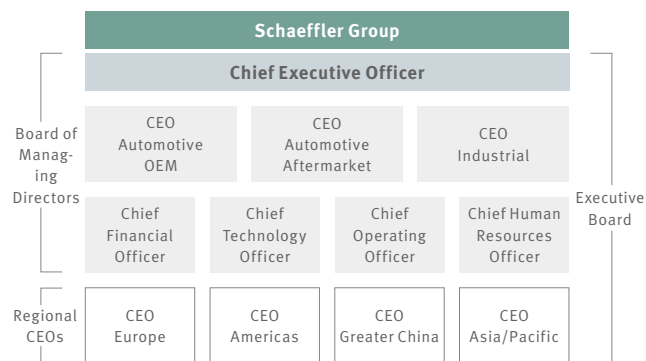 Schaeffler Group
Chief Executive Officer
Board of
Manag-
ing
Directors
CEO
Automotive
OEM
CEO
Automotive
Aftermarket
CEO
Industrial
Chief
Financial
Officer
Chief
Technology
Officer
Chief
Operating
Officer
Chief Human
Resources
Officer
Executive
Board
Regional
CEOs
CEO
Europe
CEO
Americas
CEO
Greater China
CEO
Asia/Pacific